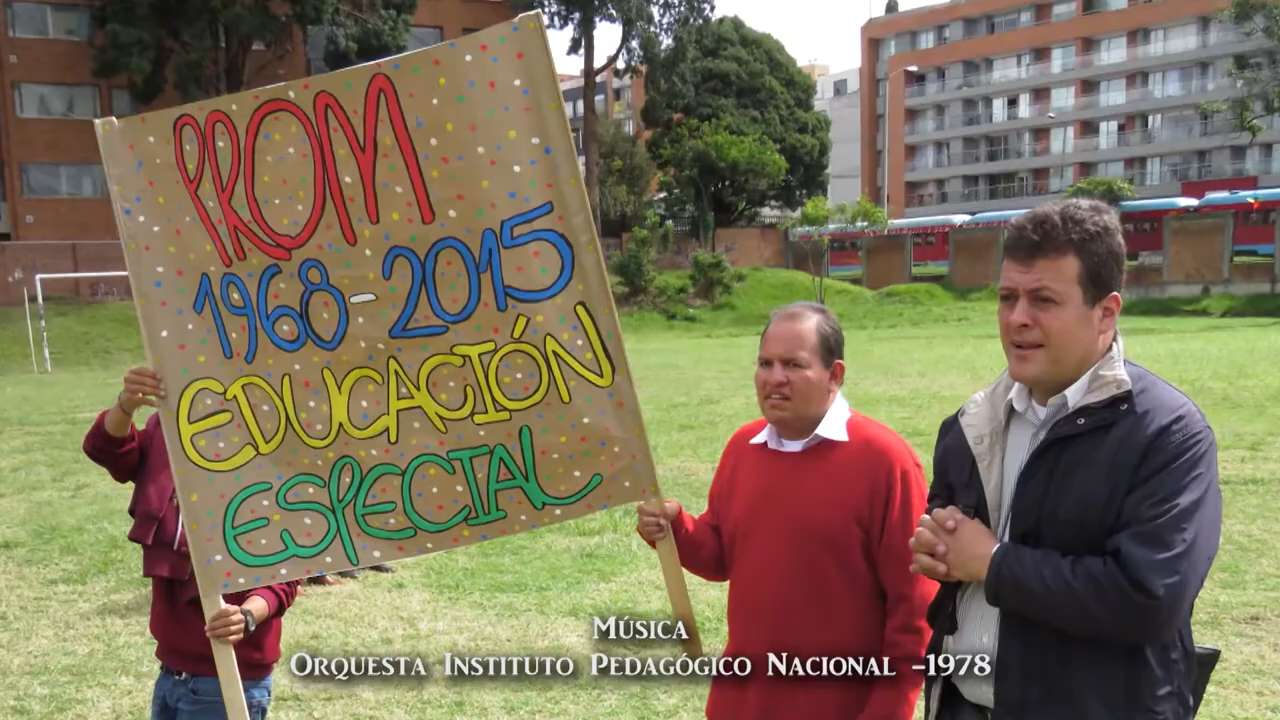 PROM
1968-2015
EDUCACIÓN
ESPECIAL
Música
Orquesta Instituto Pedagógico Nacional -1978